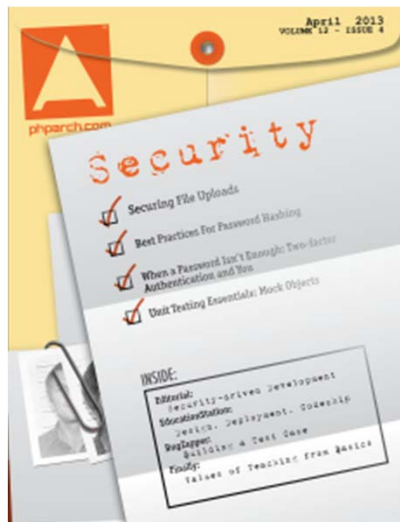 April 2013
VOLUME 12 - ISSUE 4
phparch.com
Security
Securing File Uploads
Best Practices For Password Hashing
When a Password Isn't Enough: Two-factor
Authentication and You
Unit Testing Essentials: Mock Objects
INSIDE:
Editorial:
Security-driven Development
EducationStation:
Design, Deployment, Codeship
BugZapper:
Building a Test Case
Finally:
Values of Teaching from Basics